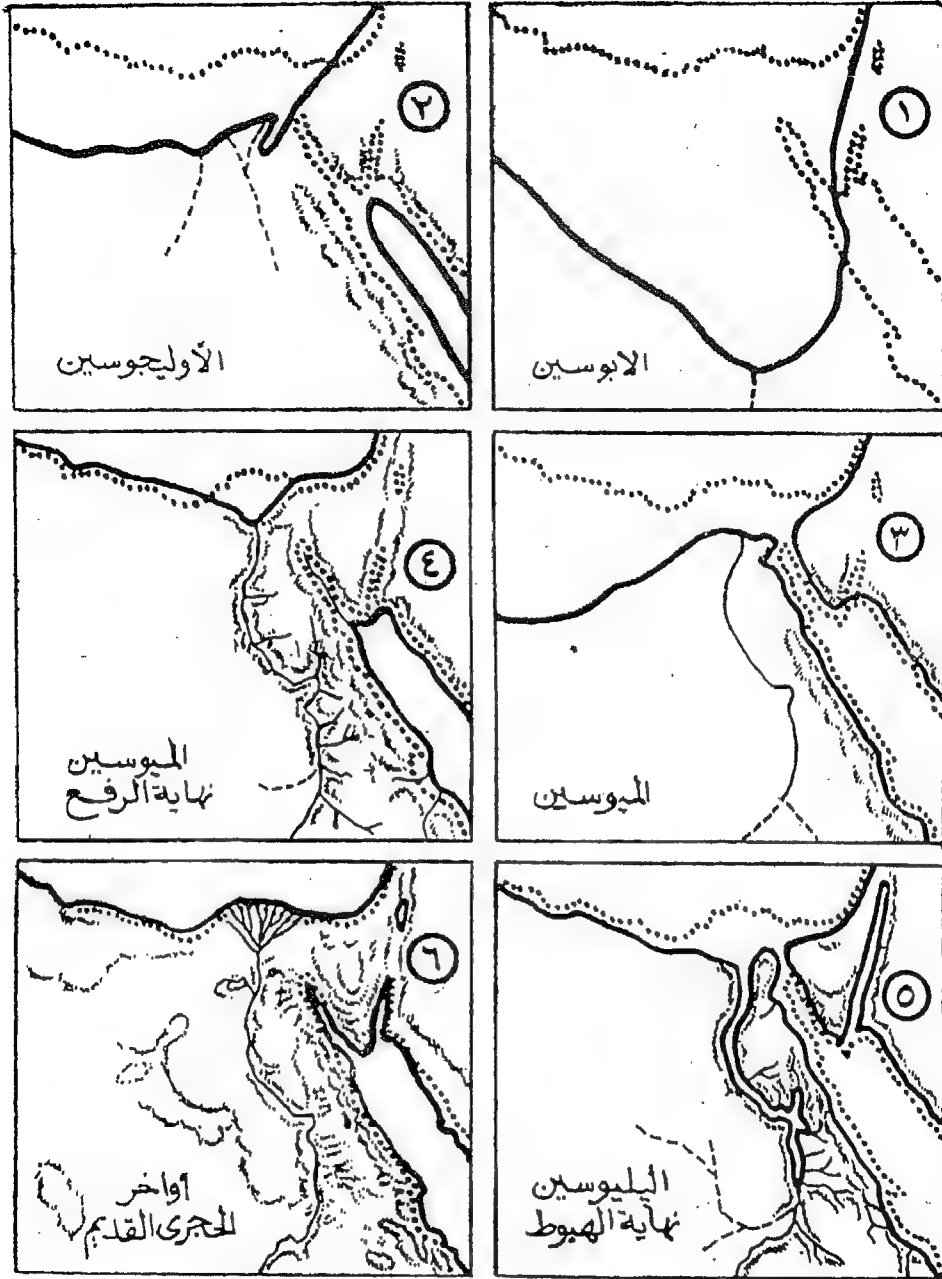 ١
الايوسين
٢
الأوليجوسين
٣
الميوسين
٤
الميوسين
نهاية الرفع
٥
البليوسين
نهاية الهبوط
٦
أواخر
الحجرى القديم